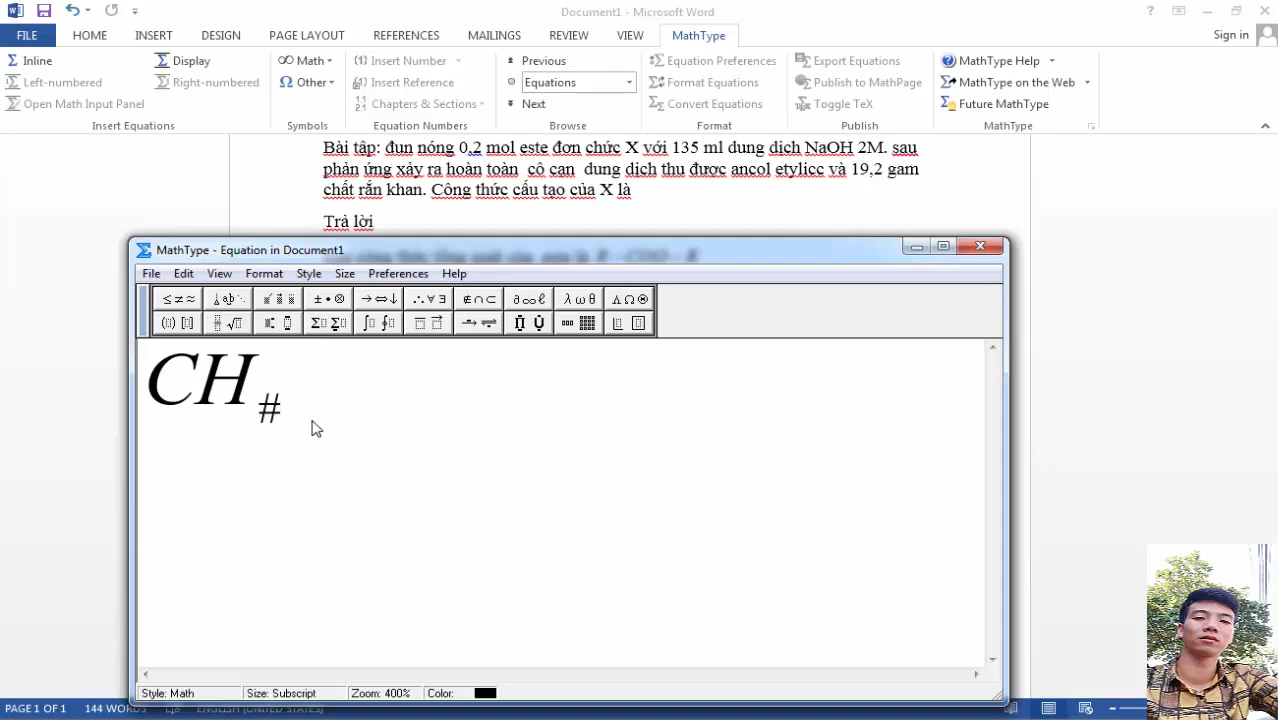 Document1 - Microsoft Word
FILE HOME INSERT DESIGN PAGE LAYOUT REFERENCES MAILINGS REVIEW VIEW MathType Sign in
Inline Display Math Insert Number Previous Equation Preferences Export Equations MathType Help
Left-numbered Right-numbered Other Insert Reference Equations Format Equations Publish to MathPage MathType on the Web
Open Math Input Panel Chapters & Sections Next Convert Equations Toggle TeX Future MathType
Insert Equations Symbols Equation Numbers Browse Format Publish MathType
Bài tập: đun nóng 0,2 mol este đơn chức X với 135 ml dung dịch NaOH 2M. sau
phản ứng xảy ra hoàn toàn cô cạn dung dịch thu được ancol etylicc và 19,2 gam
chất rắn khan. Công thức cấu tạo của X là
Trả lời
MathType - Equation in Document1
File Edit View Format Style Size Preferences Help
CH#
Style: Math Size: Subscript Zoom: 400% Color:
PAGE 1 OF 1 144 WORDS ENGLISH (UNITED STATES)